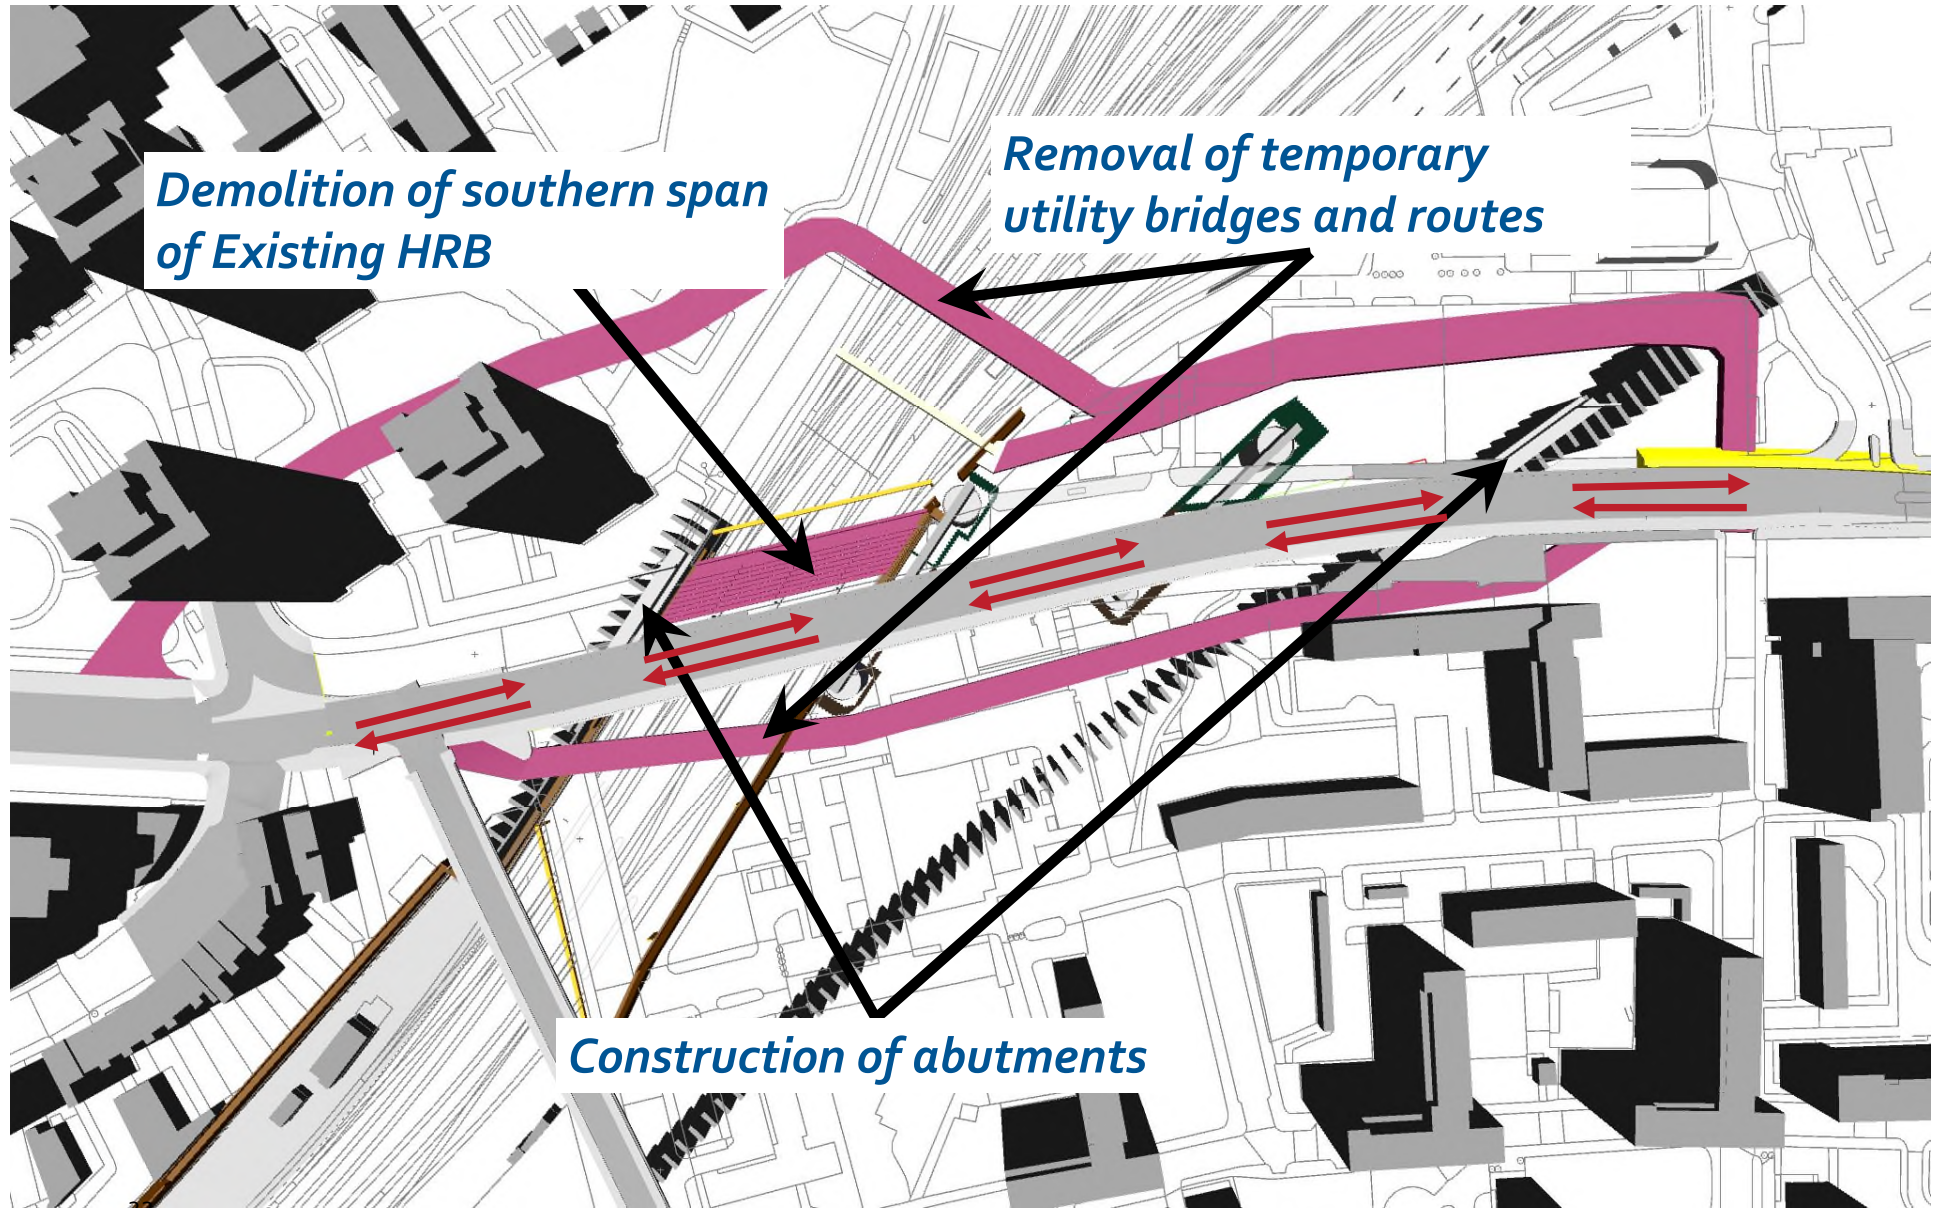 Demolition of southern span
of Existing HRB
Removal of temporary
utility bridges and routes
Construction of abutments